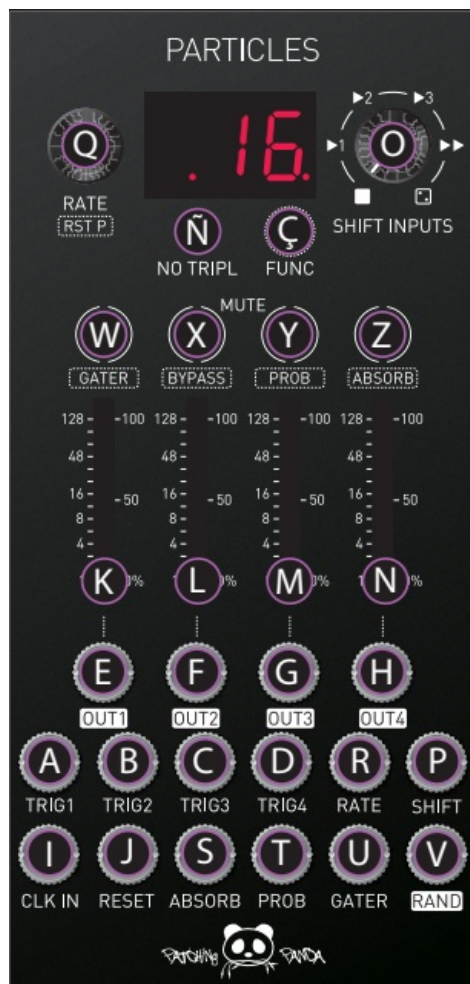 PARTICLES
Q
.16.
▶2 ▶3
▶1 O ▶▶
RATE
RST P
SHIFT INPUTS
Ñ Ç
NO TRIPL FUNC
MUTE
W X Y Z
GATER BYPASS PROB ABSORB
128 100 128 100 128 100 128 100
48 48 48 48
16 50 16 50 16 50 16 50
8 8 8 8
4 4 4 4
K L M N
E F G H
OUT1 OUT2 OUT3 OUT4
A B C D R P
TRIG1 TRIG2 TRIG3 TRIG4 RATE SHIFT
I J S T U V
CLK IN RESET ABSORB PROB GATER RAND
PATCHING PANDA